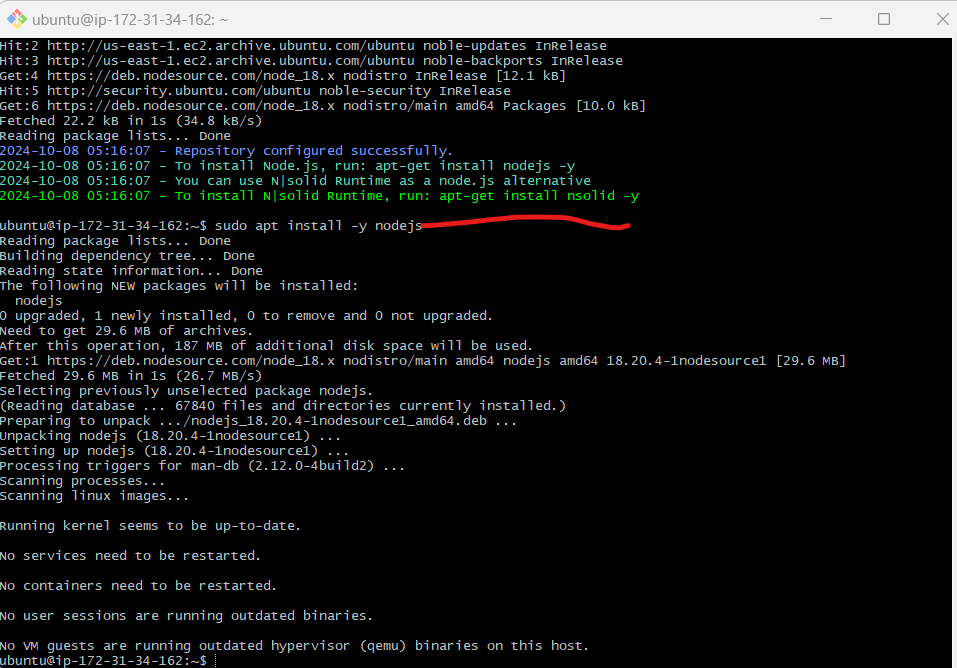 ubuntu@ip-172-31-34-162: ~
Hit:2 http://us-east-1.ec2.archive.ubuntu.com/ubuntu noble-updates InRelease
Hit:3 http://us-east-1.ec2.archive.ubuntu.com/ubuntu noble-backports InRelease
Get:4 https://deb.nodesource.com/node_18.x nodistro InRelease [12.1 kB]
Hit:5 http://security.ubuntu.com/ubuntu noble-security InRelease
Get:6 https://deb.nodesource.com/node_18.x nodistro/main amd64 Packages [10.0 kB]
Fetched 22.2 kB in 1s (34.8 kB/s)
Reading package lists... Done
2024-10-08 05:16:07 - Repository configured successfully.
2024-10-08 05:16:07 - To install Node.js, run: apt-get install nodejs -y
2024-10-08 05:16:07 - You can use N|solid Runtime as a node.js alternative
2024-10-08 05:16:07 - To install N|solid Runtime, run: apt-get install nsolid -y
ubuntu@ip-172-31-34-162:~$ sudo apt install -y nodejs
Reading package lists... Done
Building dependency tree... Done
Reading state information... Done
The following NEW packages will be installed:
nodejs
0 upgraded, 1 newly installed, 0 to remove and 0 not upgraded.
Need to get 29.6 MB of archives.
After this operation, 187 MB of additional disk space will be used.
Get:1 https://deb.nodesource.com/node_18.x nodistro/main amd64 nodejs amd64 18.20.4-1nodesource1 [29.6 MB]
Fetched 29.6 MB in 1s (26.7 MB/s)
Selecting previously unselected package nodejs.
(Reading database ... 67840 files and directories currently installed.)
Preparing to unpack .../nodejs_18.20.4-1nodesource1_amd64.deb ...
Unpacking nodejs (18.20.4-1nodesource1) ...
Setting up nodejs (18.20.4-1nodesource1) ...
Processing triggers for man-db (2.12.0-4build2) ...
Scanning processes...
Scanning linux images...
Running kernel seems to be up-to-date.
No services need to be restarted.
No containers need to be restarted.
No user sessions are running outdated binaries.
No VM guests are running outdated hypervisor (qemu) binaries on this host.
ubuntu@ip-172-31-34-162:~$